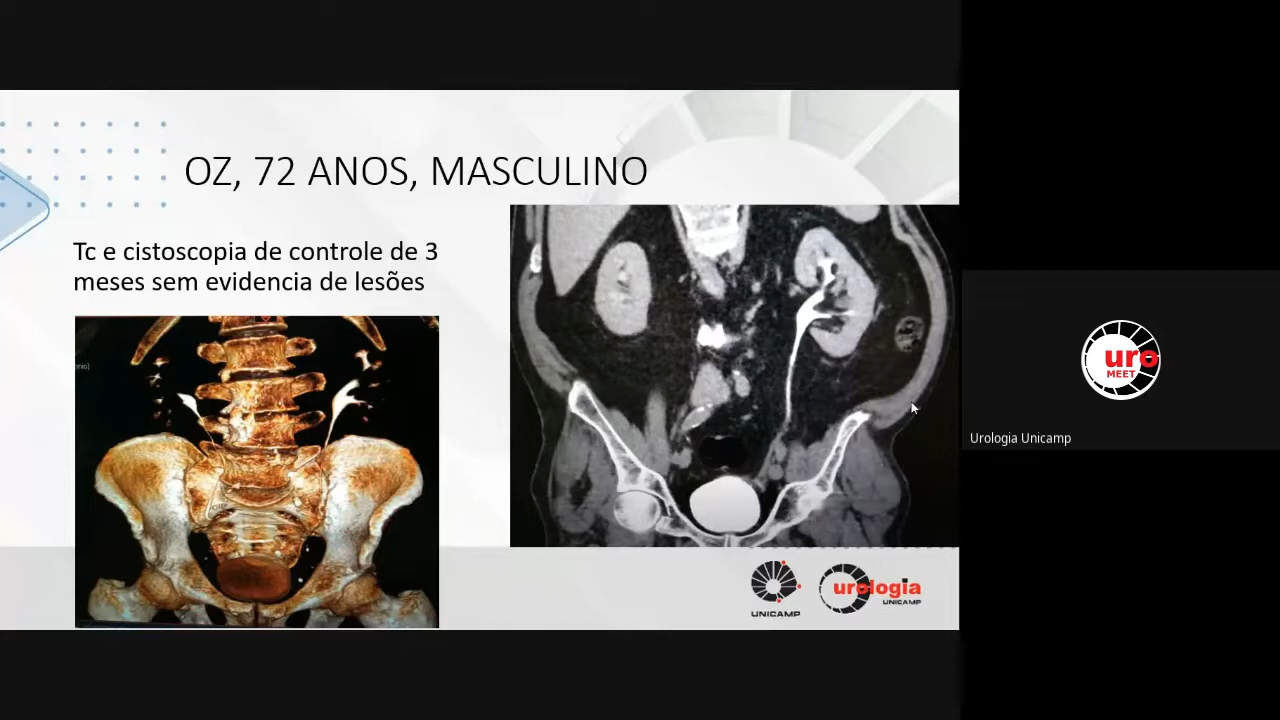 OZ, 72 ANOS, MASCULINO
Tc e cistoscopia de controle de 3
meses sem evidencia de lesões
UNICAMP
urologia
UNICAMP
uro
MEET
Urologia Unicamp